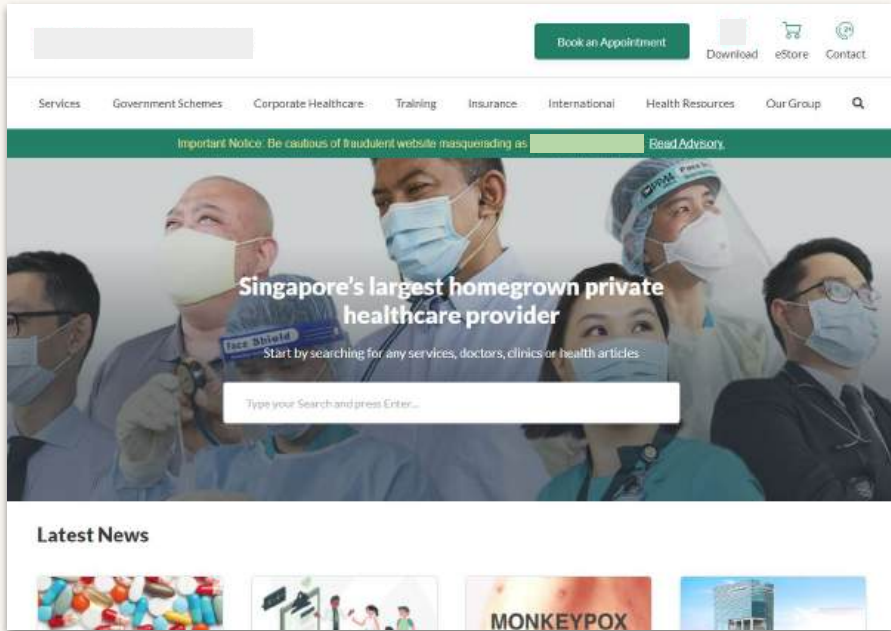 Book an Appointment
Download
eStore
Contact
Services
Government Schemes
Corporate Healthcare
Training
Insurance
International
Health Resources
Our Group
Important Notice: Be cautious of fraudulent website masquerading as
Read Advisory.
Face Shield
Singapore's largest homegrown private
healthcare provider
Face Shield
Start by searching for any services, doctors, clinics or health articles
Type your Search and press Enter...
Latest News
MONKEYPOX